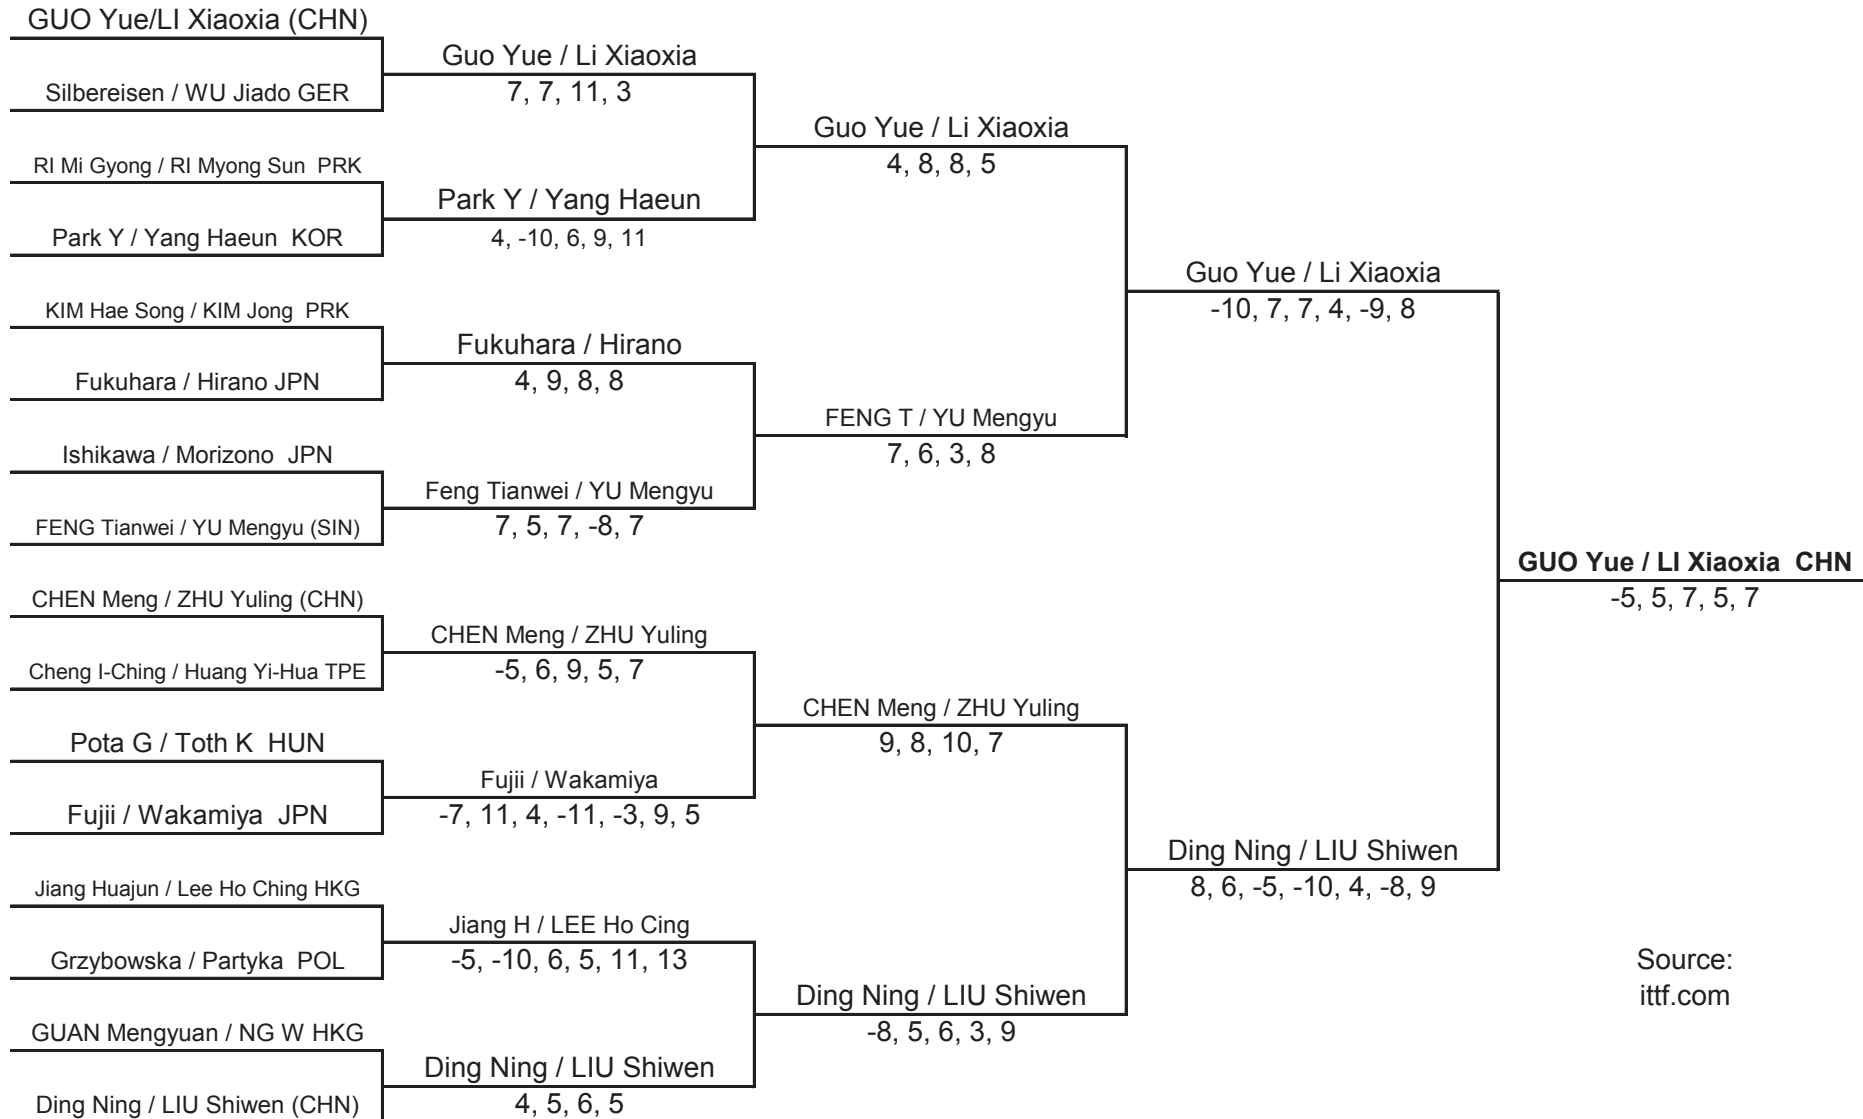 GUO Yue/LI Xiaoxia (CHN)
Silbereisen / WU Jiado GER
RI Mi Gyong / RI Myong Sun PRK
Park Y / Yang Haeun KOR
KIM Hae Song / KIM Jong PRK
Fukuhara / Hirano JPN
Ishikawa / Morizono JPN
FENG Tianwei / YU Mengyu (SIN)
CHEN Meng / ZHU Yuling (CHN)
Cheng I-Ching / Huang Yi-Hua TPE
Pota G / Toth K HUN
Fujii / Wakamiya JPN
Jiang Huajun / Lee Ho Ching HKG
Grzybowska / Partyka POL
GUAN Mengyuan / NG W HKG
Ding Ning / LIU Shiwen (CHN)
Guo Yue / Li Xiaoxia
7, 7, 11, 3
Park Y / Yang Haeun
4, -10, 6, 9, 11
Fukuhara / Hirano
4, 9, 8, 8
Feng Tianwei / YU Mengyu
7, 5, 7, -8, 7
CHEN Meng / ZHU Yuling
-5, 6, 9, 5, 7
Fujii / Wakamiya
-7, 11, 4, -11, -3, 9, 5
Jiang H / LEE Ho Cing
-5, -10, 6, 5, 11, 13
Ding Ning / LIU Shiwen
4, 5, 6, 5
Guo Yue / Li Xiaoxia
4, 8, 8, 5
FENG T / YU Mengyu
7, 6, 3, 8
CHEN Meng / ZHU Yuling
9, 8, 10, 7
Ding Ning / LIU Shiwen
-8, 5, 6, 3, 9
Guo Yue / Li Xiaoxia
-10, 7, 7, 4, -9, 8
Ding Ning / LIU Shiwen
8, 6, -5, -10, 4, -8, 9
GUO Yue / LI Xiaoxia CHN
-5, 5, 7, 5, 7
Source:
ittf.com